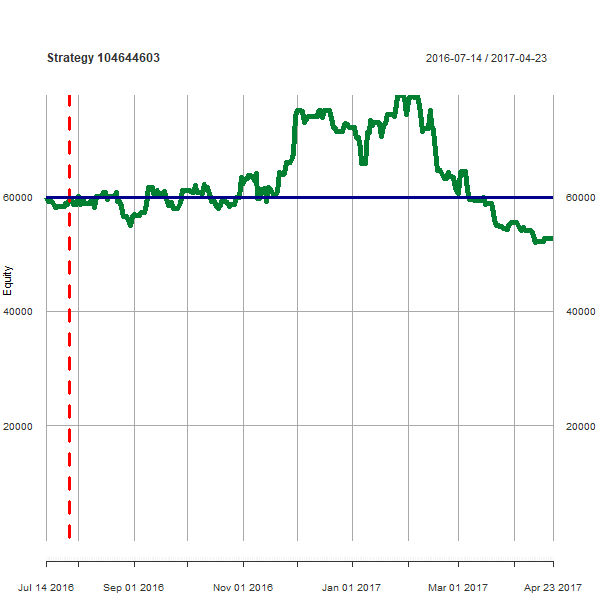 Strategy 104644603
2016-07-14 / 2017-04-23
60000 60000
40000 40000
20000 20000
Equity
Jul 14 2016 Sep 01 2016 Nov 01 2016 Jan 01 2017 Mar 01 2017 Apr 23 2017